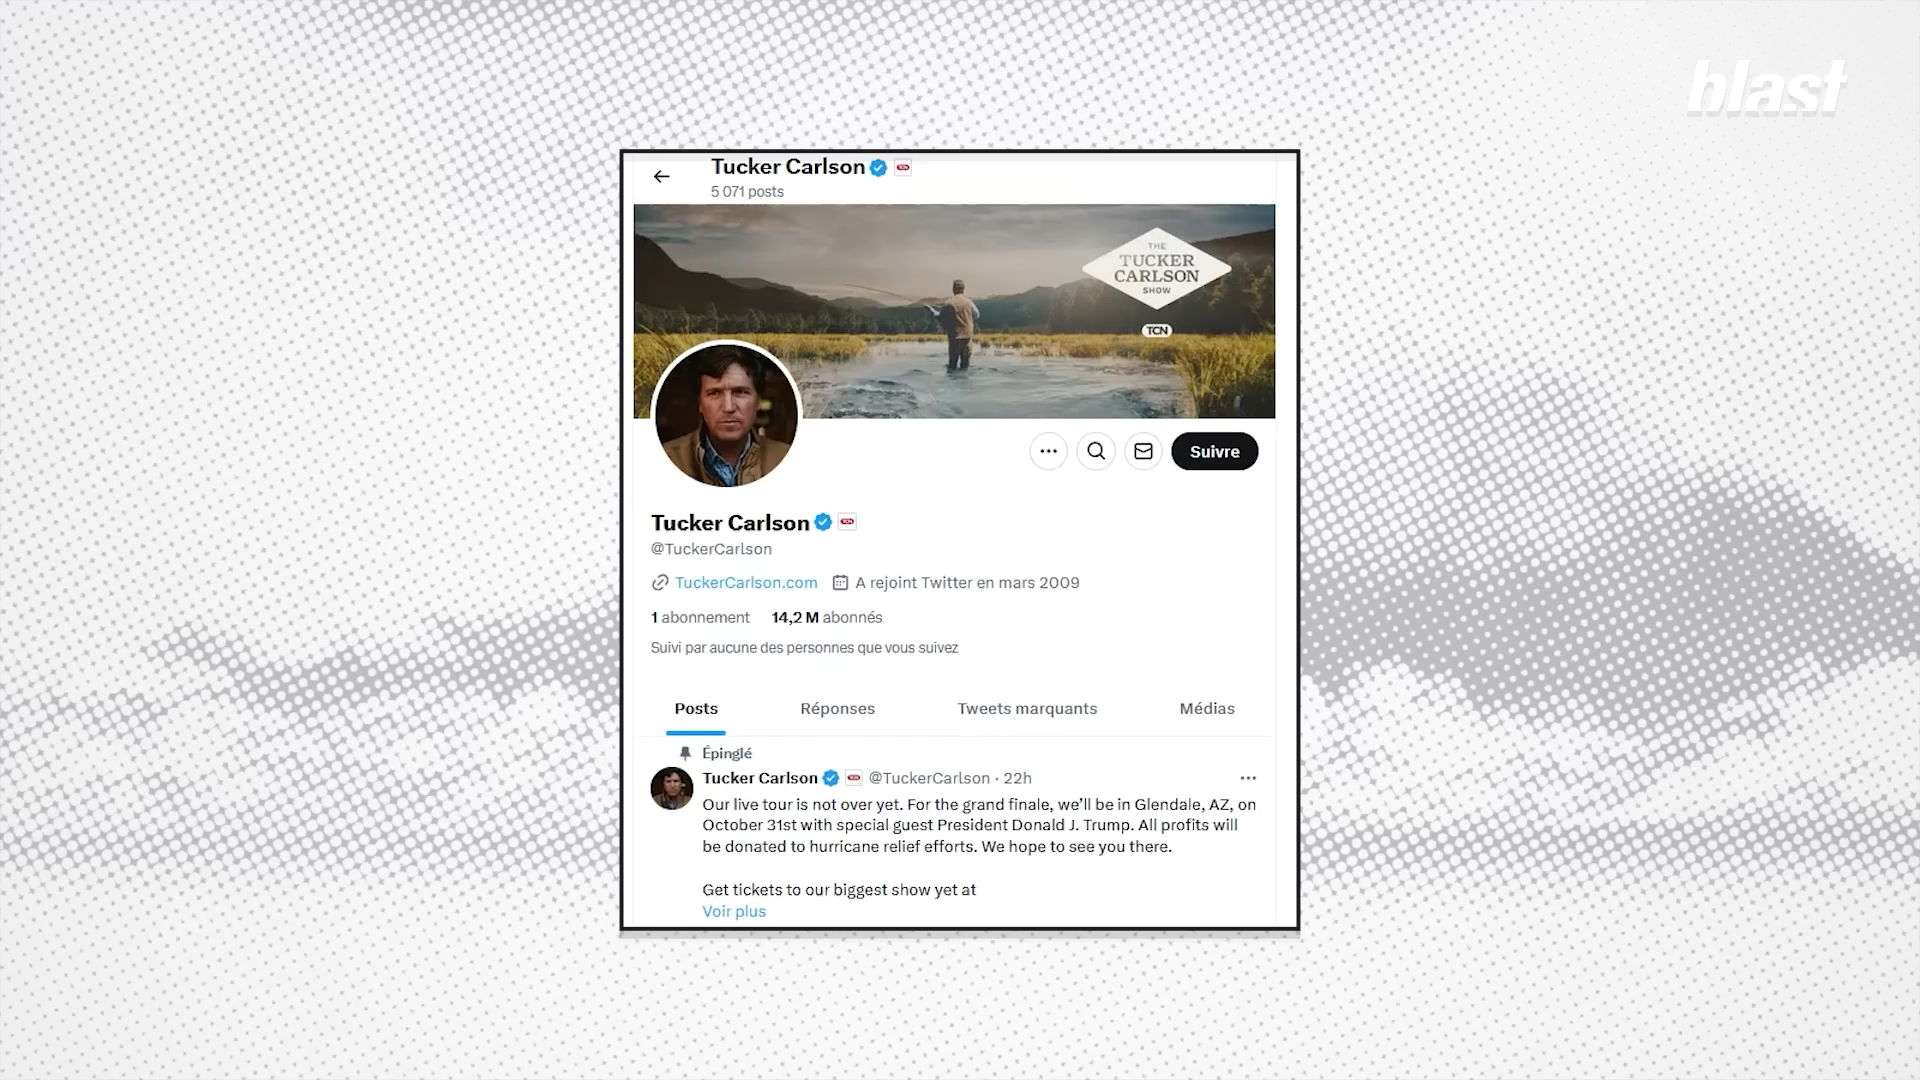 blast
Tucker Carlson
5 071 posts
THE
TUCKER
CARLSON
SHOW
TCN
Suivre
Tucker Carlson
@TuckerCarlson
TuckerCarlson.com A rejoint Twitter en mars 2009
1 abonnement 14,2 M abonnés
Suivi par aucune des personnes que vous suivez
Posts Réponses Tweets marquants Médias
Épinglé
Tucker Carlson @TuckerCarlson · 22h
Our live tour is not over yet. For the grand finale, we’ll be in Glendale, AZ, on
October 31st with special guest President Donald J. Trump. All profits will
be donated to hurricane relief efforts. We hope to see you there.
Get tickets to our biggest show yet at
Voir plus